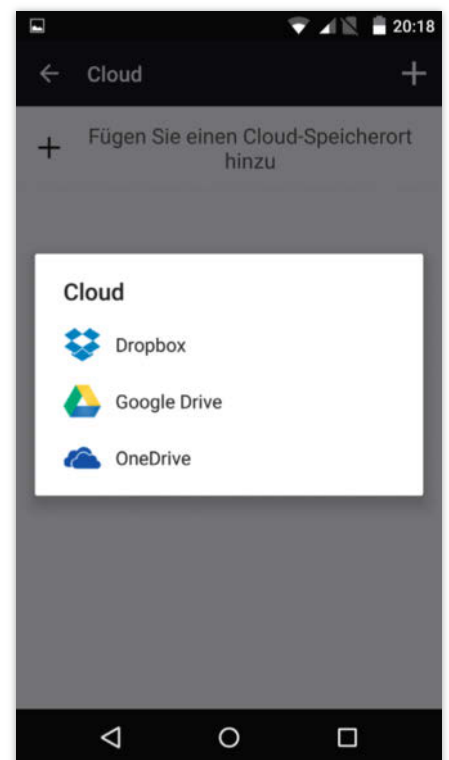 20:18
Cloud
Fügen Sie einen Cloud-Speicherort
hinzu
Cloud
Dropbox
Google Drive
OneDrive